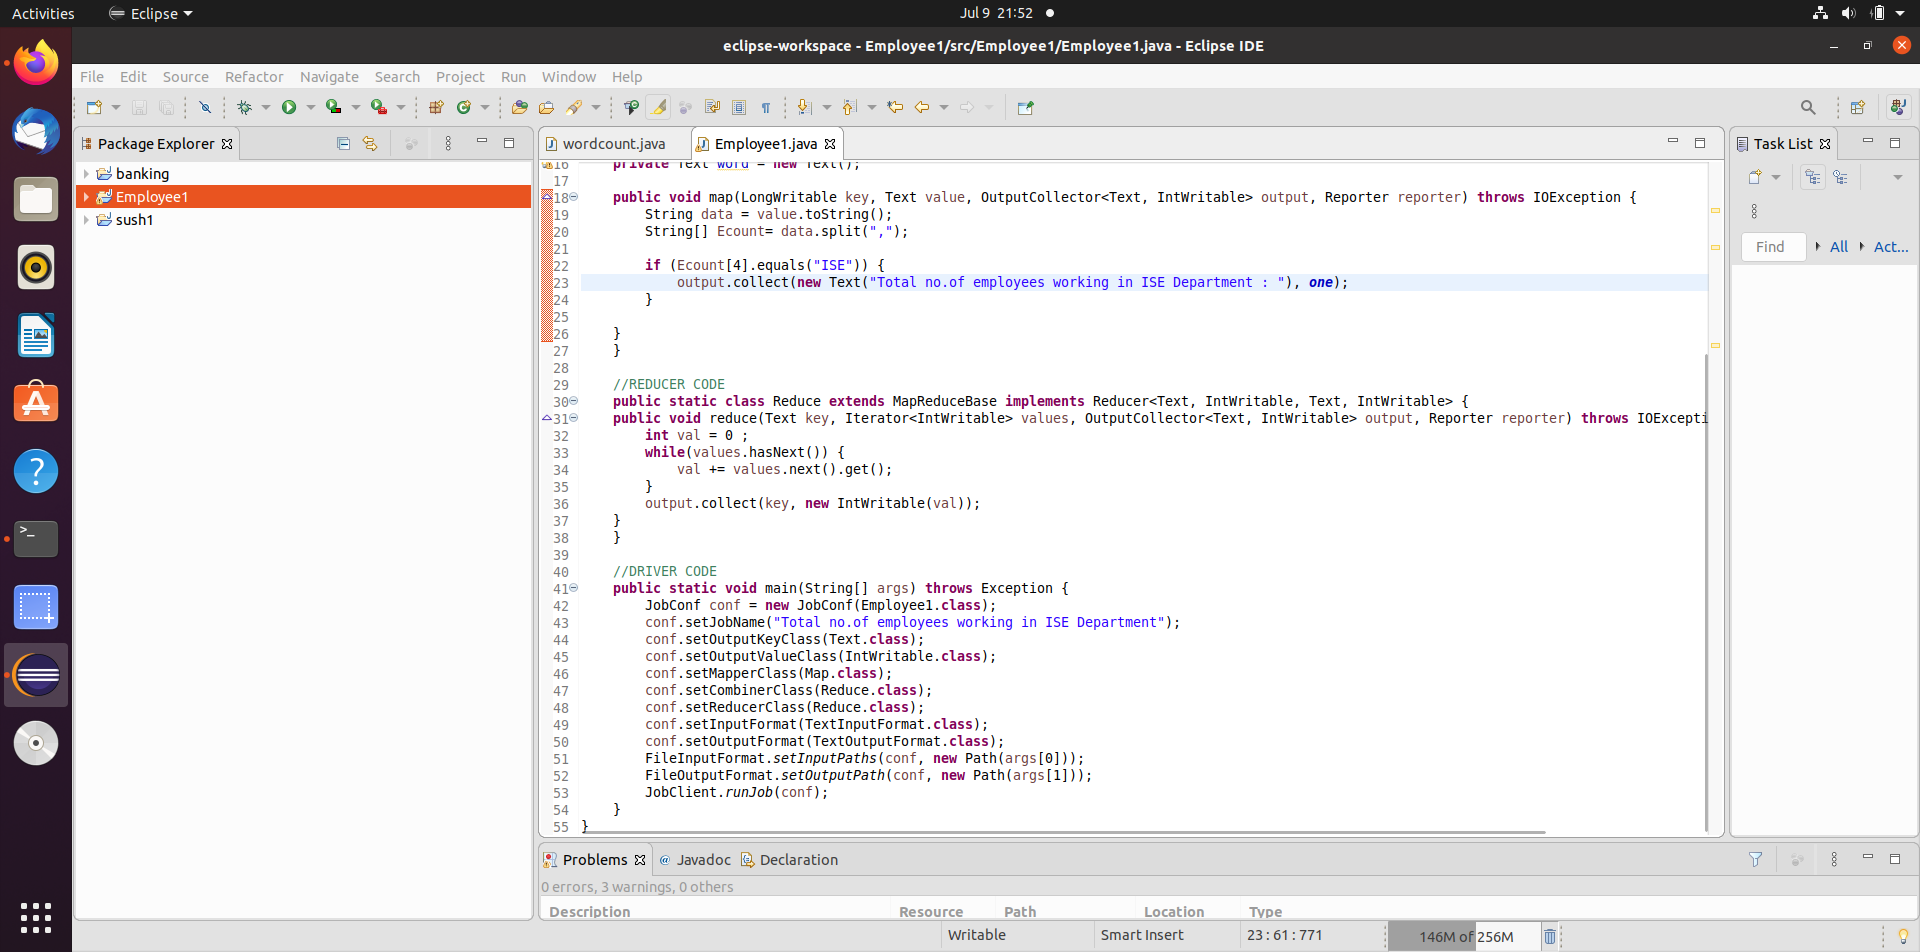 Activities Eclipse Jul 9 21:52
eclipse-workspace - Employee1/src/Employee1/Employee1.java - Eclipse IDE
File Edit Source Refactor Navigate Search Project Run Window Help
Package Explorer
banking
Employee1
sush1
wordcount.java Employee1.java
16 private Text word = new Text();
17
18 public void map(LongWritable key, Text value, OutputCollector<Text, IntWritable> output, Reporter reporter) throws IOException {
19 String data = value.toString();
20 String[] Ecount= data.split(",");
21
22 if (Ecount[4].equals("ISE")) {
23 output.collect(new Text("Total no.of employees working in ISE Department : "), one);
24 }
25
26 }
27 }
28
29 //REDUCER CODE
30 public static class Reduce extends MapReduceBase implements Reducer<Text, IntWritable, Text, IntWritable> {
31 public void reduce(Text key, Iterator<IntWritable> values, OutputCollector<Text, IntWritable> output, Reporter reporter) throws IOExcepti
32 int val = 0 ;
33 while(values.hasNext()) {
34 val += values.next().get();
35 }
36 output.collect(key, new IntWritable(val));
37 }
38 }
39
40 //DRIVER CODE
41 public static void main(String[] args) throws Exception {
42 JobConf conf = new JobConf(Employee1.class);
43 conf.setJobName("Total no.of employees working in ISE Department");
44 conf.setOutputKeyClass(Text.class);
45 conf.setOutputValueClass(IntWritable.class);
46 conf.setMapperClass(Map.class);
47 conf.setCombinerClass(Reduce.class);
48 conf.setReducerClass(Reduce.class);
49 conf.setInputFormat(TextInputFormat.class);
50 conf.setOutputFormat(TextOutputFormat.class);
51 FileInputFormat.setInputPaths(conf, new Path(args[0]));
52 FileOutputFormat.setOutputPath(conf, new Path(args[1]));
53 JobClient.runJob(conf);
54 }
55 }
Task List
Find All Act...
Problems @ Javadoc Declaration
0 errors, 3 warnings, 0 others
Description Resource Path Location Type
Writable Smart Insert 23 : 61 : 771 146M of 256M